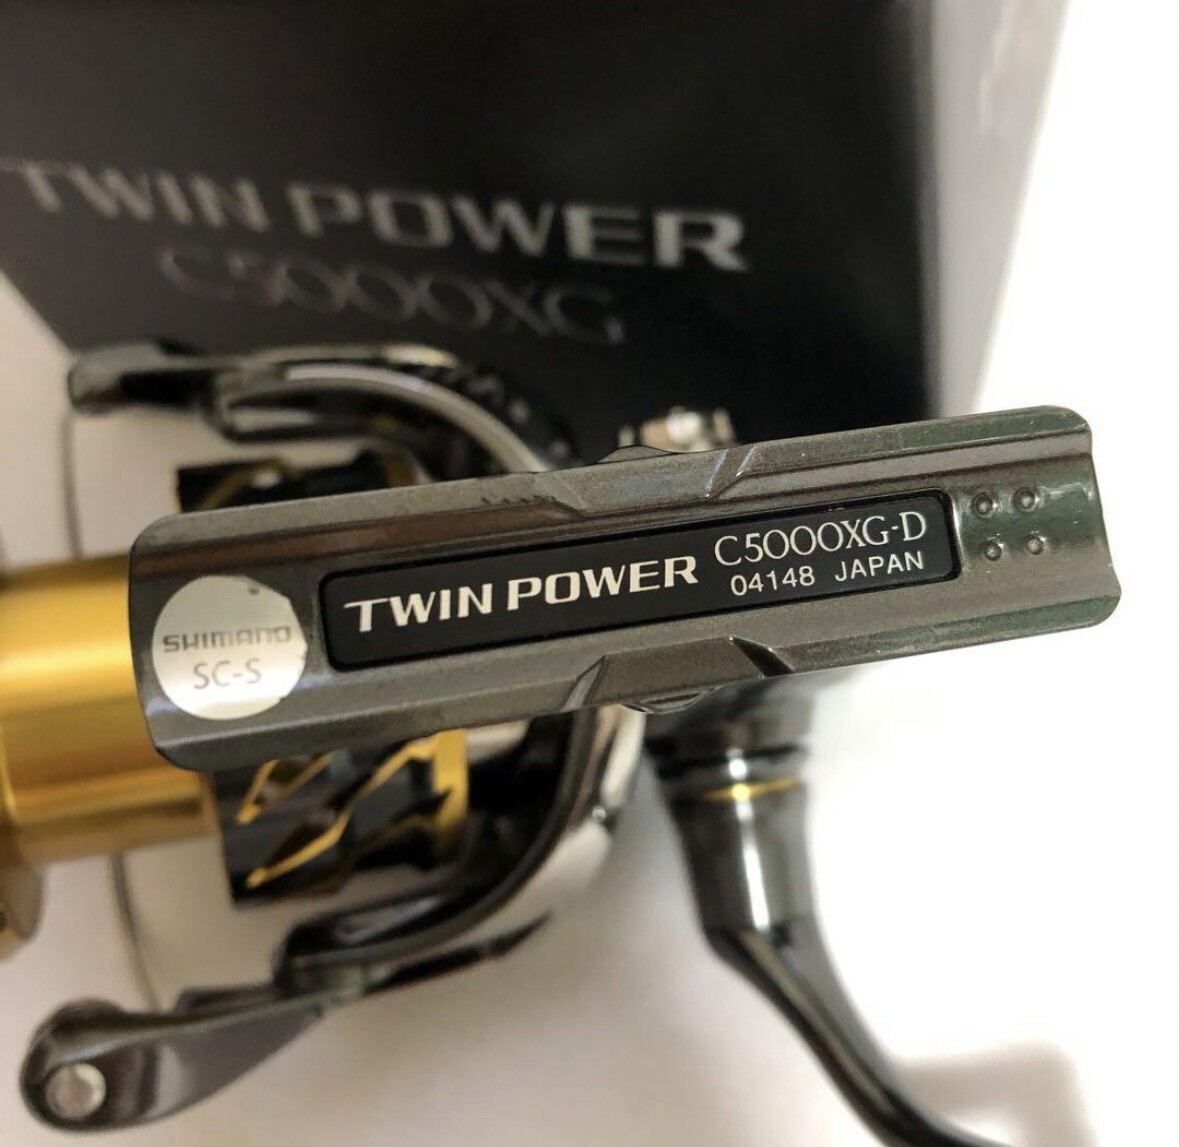 TWIN POWER
C5000XG
SHIMANO
SC-S
TWIN POWER C5000XG-D
04148 JAPAN